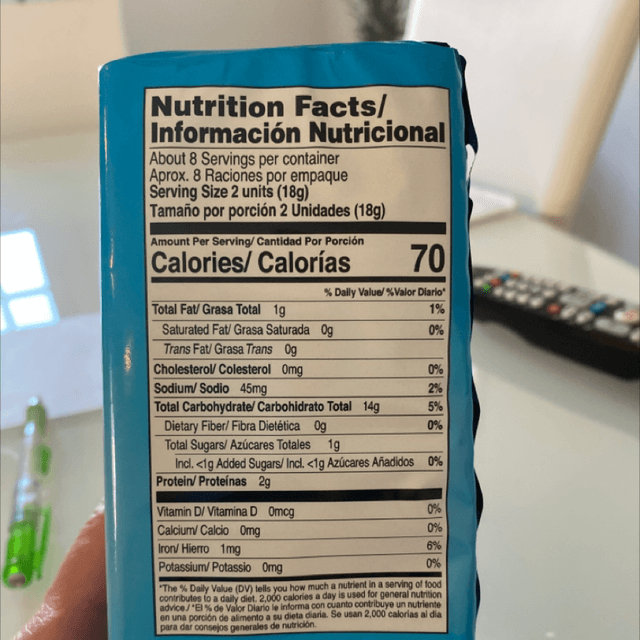 Nutrition Facts/
Información Nutricional
About 8 Servings per container
Aprox. 8 Raciones por empaque
Serving Size 2 units (18g)
Tamaño por porción 2 Unidades (18g)
Amount Per Serving/ Cantidad Por Porción
Calories/ Calorías 70
% Daily Value/ %Valor Diario*
Total Fat/ Grasa Total 1g 1%
Saturated Fat/ Grasa Saturada 0g 0%
Trans Fat/ Grasa Trans 0g
Cholesterol/ Colesterol 0mg 0%
Sodium/ Sodio 45mg 2%
Total Carbohydrate/ Carbohidrato Total 14g 5%
Dietary Fiber/ Fibra Dietética 0g 0%
Total Sugars/ Azúcares Totales 1g
Incl. <1g Added Sugars/ Incl. <1g Azúcares Añadidos 0%
Protein/ Proteínas 2g
Vitamin D/ Vitamina D 0mcg 0%
Calcium/ Calcio 0mg 0%
Iron/ Hierro 1mg 6%
Potassium/ Potassio 0mg 0%
*The % Daily Value (DV) tells you how much a nutrient in a serving of food
contributes to a daily diet. 2,000 calories a day is used for general nutrition
advice./ *El % de Valor Diario le informa con cuanto contribuye un nutriente
en una porción de alimento a su dieta diaria. Se usan 2,000 calorias al dia
para dar consejos generales de nutrición.